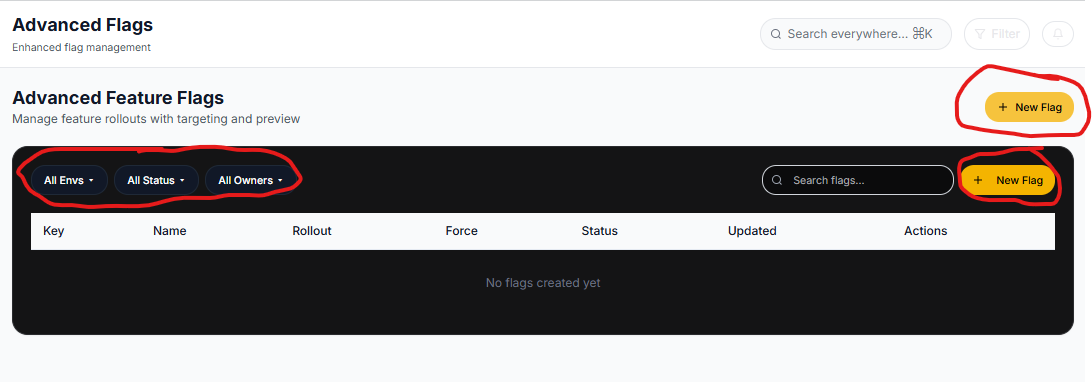 Advanced Flags
Enhanced flag management
Search everywhere... ⌘K
Filter
Advanced Feature Flags
Manage feature rollouts with targeting and preview
+ New Flag
All Envs
All Status
All Owners
Search flags...
+ New Flag
Key Name Rollout Force Status Updated Actions
No flags created yet